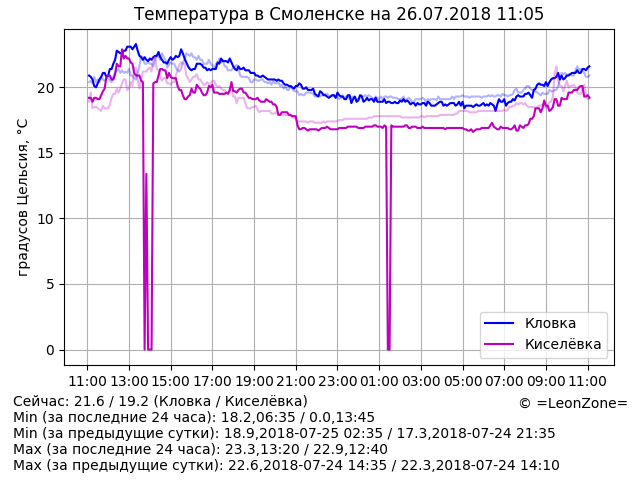 Температура в Смоленске на 26.07.2018 11:05
градусов Цельсия, °C
20
15
10
5
0
Кловка
Киселёвка
11:00 13:00 15:00 17:00 19:00 21:00 23:00 01:00 03:00 05:00 07:00 09:00 11:00
Сейчас: 21.6 / 19.2 (Кловка / Киселёвка)
© =LeonZone=
Min (за последние 24 часа): 18.2,06:35 / 0.0,13:45
Min (за предыдущие сутки): 18.9,2018-07-25 02:35 / 17.3,2018-07-24 21:35
Max (за последние 24 часа): 23.3,13:20 / 22.9,12:40
Max (за предыдущие сутки): 22.6,2018-07-24 14:35 / 22.3,2018-07-24 14:10